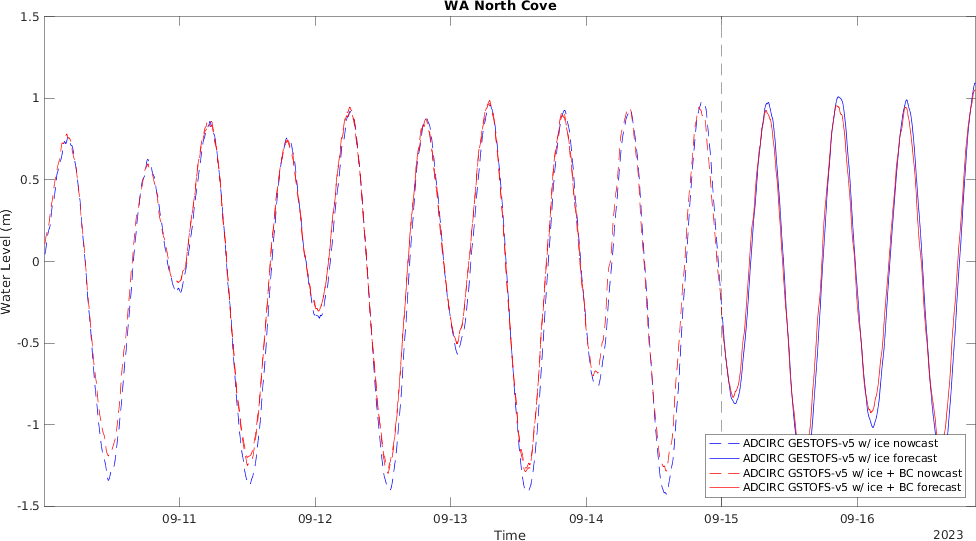 WA North Cove
1.5
1
0.5
0
-0.5
-1
-1.5
Water Level (m)
09-11
09-12
09-13
09-14
09-15
09-16
Time
2023
ADCIRC GESTOFS-v5 w/ ice nowcast
ADCIRC GESTOFS-v5 w/ ice forecast
ADCIRC GSTOFS-v5 w/ ice + BC nowcast
ADCIRC GSTOFS-v5 w/ ice + BC forecast